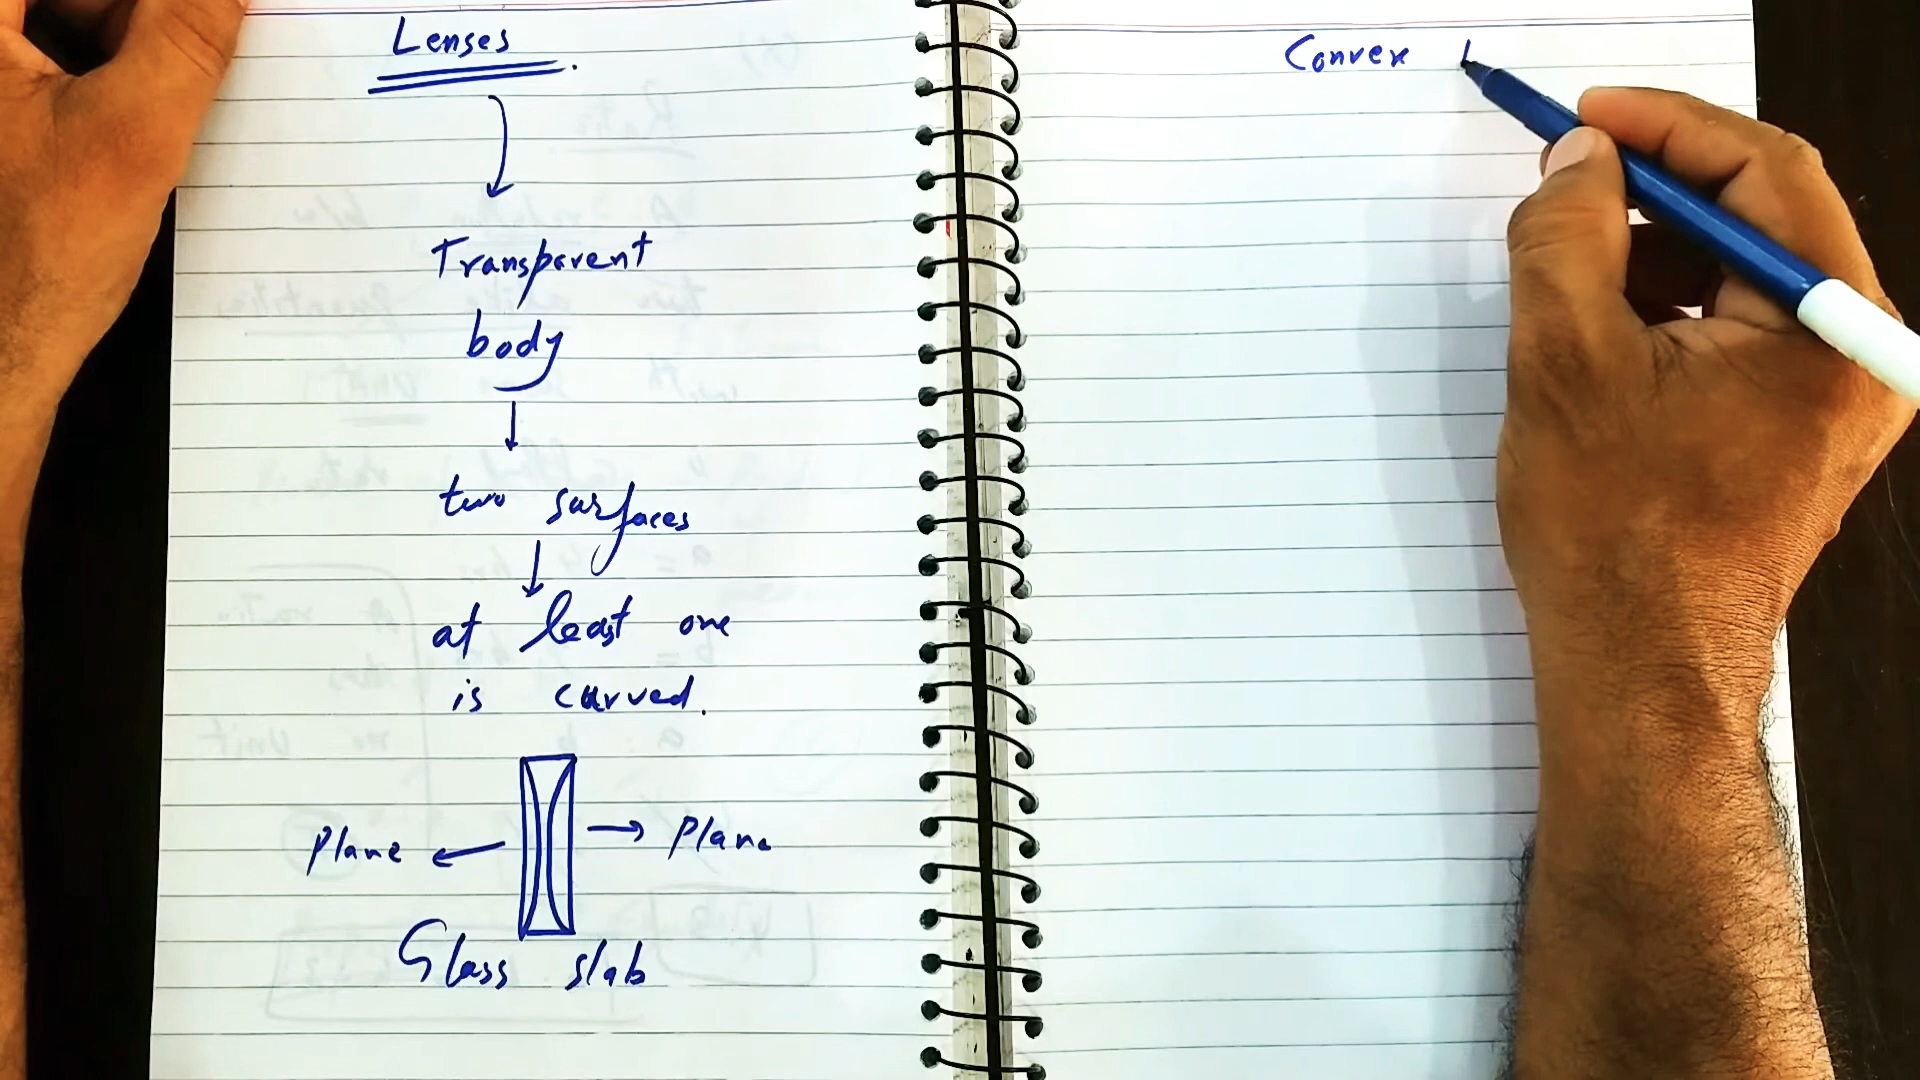 Lenses.
Transparent
body
two surfaces
at least one
is curved.
Plane
Plane
Glass slab
Convex L